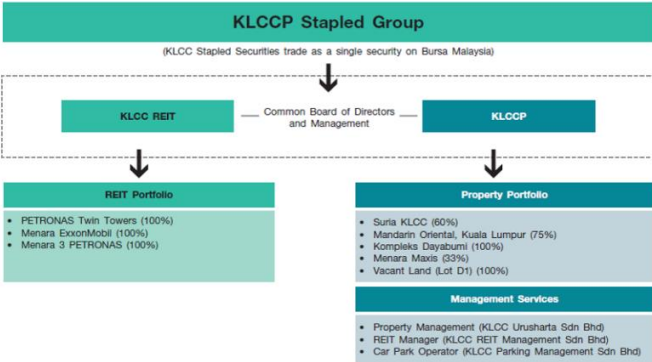 KLCCP Stapled Group
(KLCC Stapled Securities trade as a single security on Bursa Malaysia)
KLCC REIT
Common Board of Directors
and Management
KLCCP
REIT Portfolio
• PETRONAS Twin Towers (100%)
• Menara ExxonMobil (100%)
• Menara 3 PETRONAS (100%)
Property Portfolio
• Suria KLCC (60%)
• Mandarin Oriental, Kuala Lumpur (75%)
• Kompleks Dayabumi (100%)
• Menara Maxis (33%)
• Vacant Land (Lot D1) (100%)
Management Services
• Property Management (KLCC Urusharta Sdn Bhd)
• REIT Manager (KLCC REIT Management Sdn Bhd)
• Car Park Operator (KLCC Parking Management Sdn Bhd)